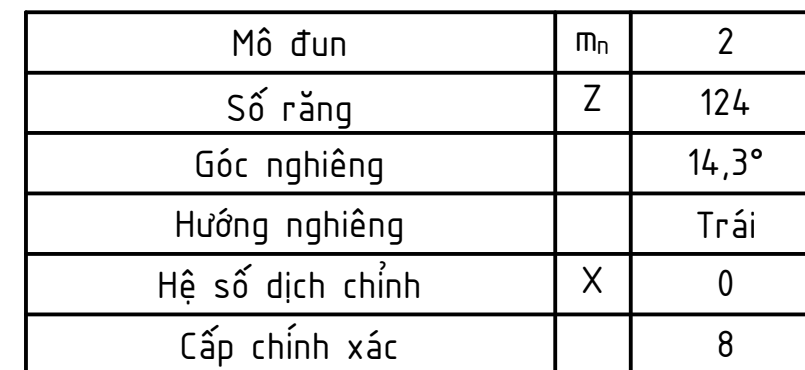 Mô đun mn 2
Số răng Z 124
Góc nghiêng 14,3°
Hướng nghiêng Trái
Hệ số dịch chỉnh X 0
Cấp chính xác 8